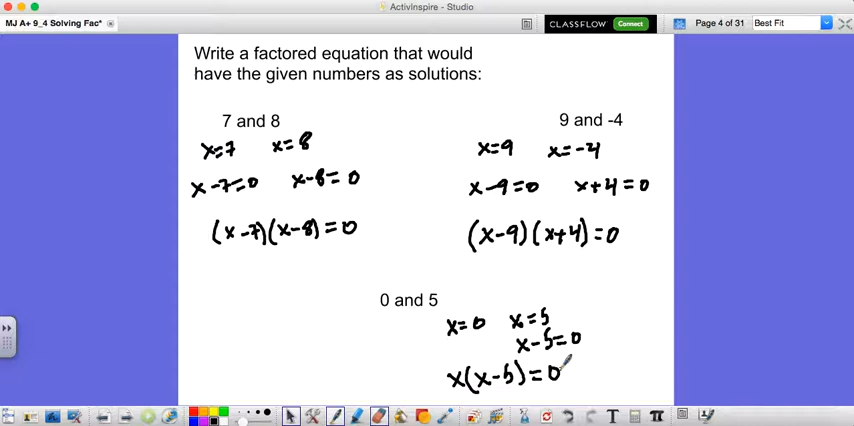 ActivInspire - Studio
MJ A+ 9_4 Solving Fac*
CLASSFLOW Connect
Page 4 of 31
Best Fit
Write a factored equation that would
have the given numbers as solutions:
7 and 8
x=7 x=8
x-7=0 x-8=0
(x-7)(x-8)=0
9 and -4
x=9 x=-4
x-9=0 x+4=0
(x-9)(x+4)=0
0 and 5
x=0 x=5
x-5=0
x(x-5)=0